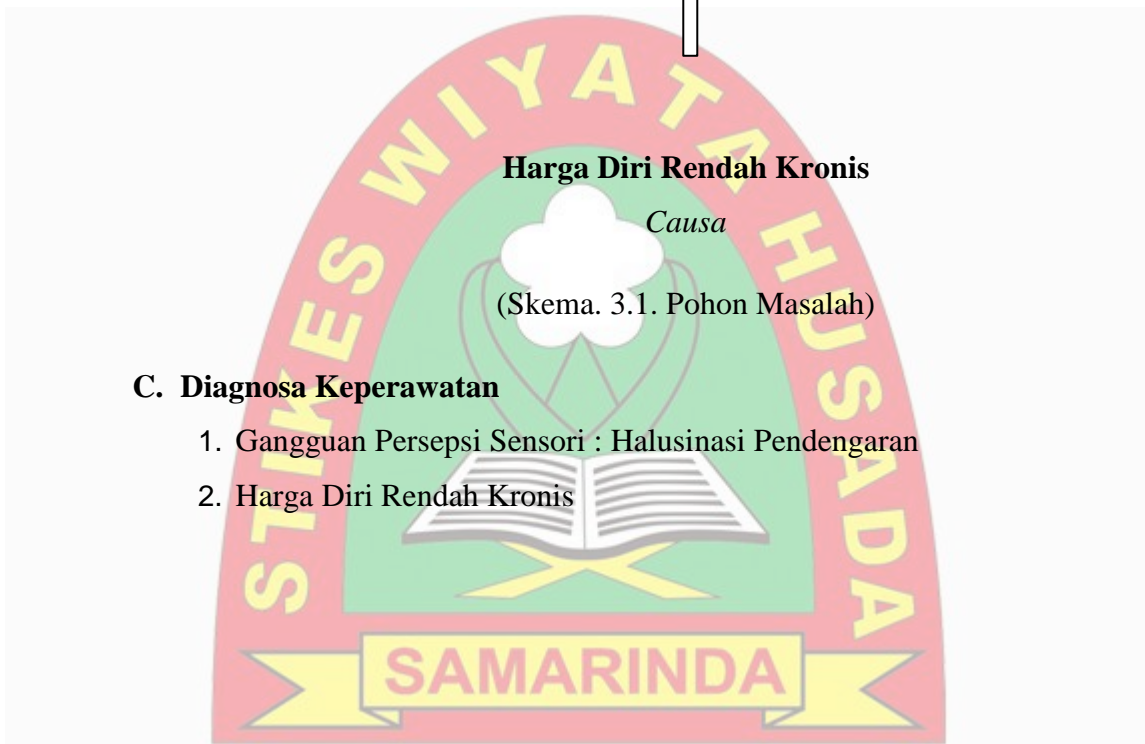 STIKES WIYATA HUSADA
Harga Diri Rendah Kronis
Causa
(Skema. 3.1. Pohon Masalah)
C. Diagnosa Keperawatan
1. Gangguan Persepsi Sensori : Halusinasi Pendengaran
2. Harga Diri Rendah Kronis
SAMARINDA